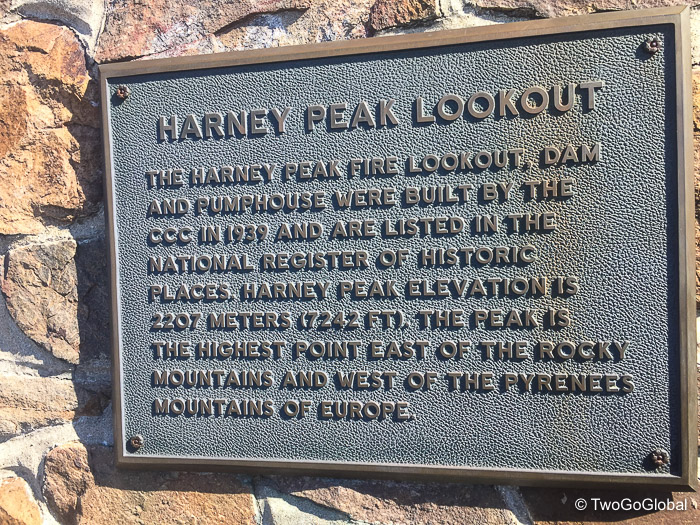 HARNEY PEAK LOOKOUT
THE HARNEY PEAK FIRE LOOKOUT, DAM
AND PUMPHOUSE WERE BUILT BY THE
CCC IN 1939 AND ARE LISTED IN THE
NATIONAL REGISTER OF HISTORIC
PLACES. HARNEY PEAK ELEVATION IS
2207 METERS (7242 FT). THE PEAK IS
THE HIGHEST POINT EAST OF THE ROCKY
MOUNTAINS AND WEST OF THE PYRENEES
MOUNTAINS OF EUROPE.
© TwoGoGlobal